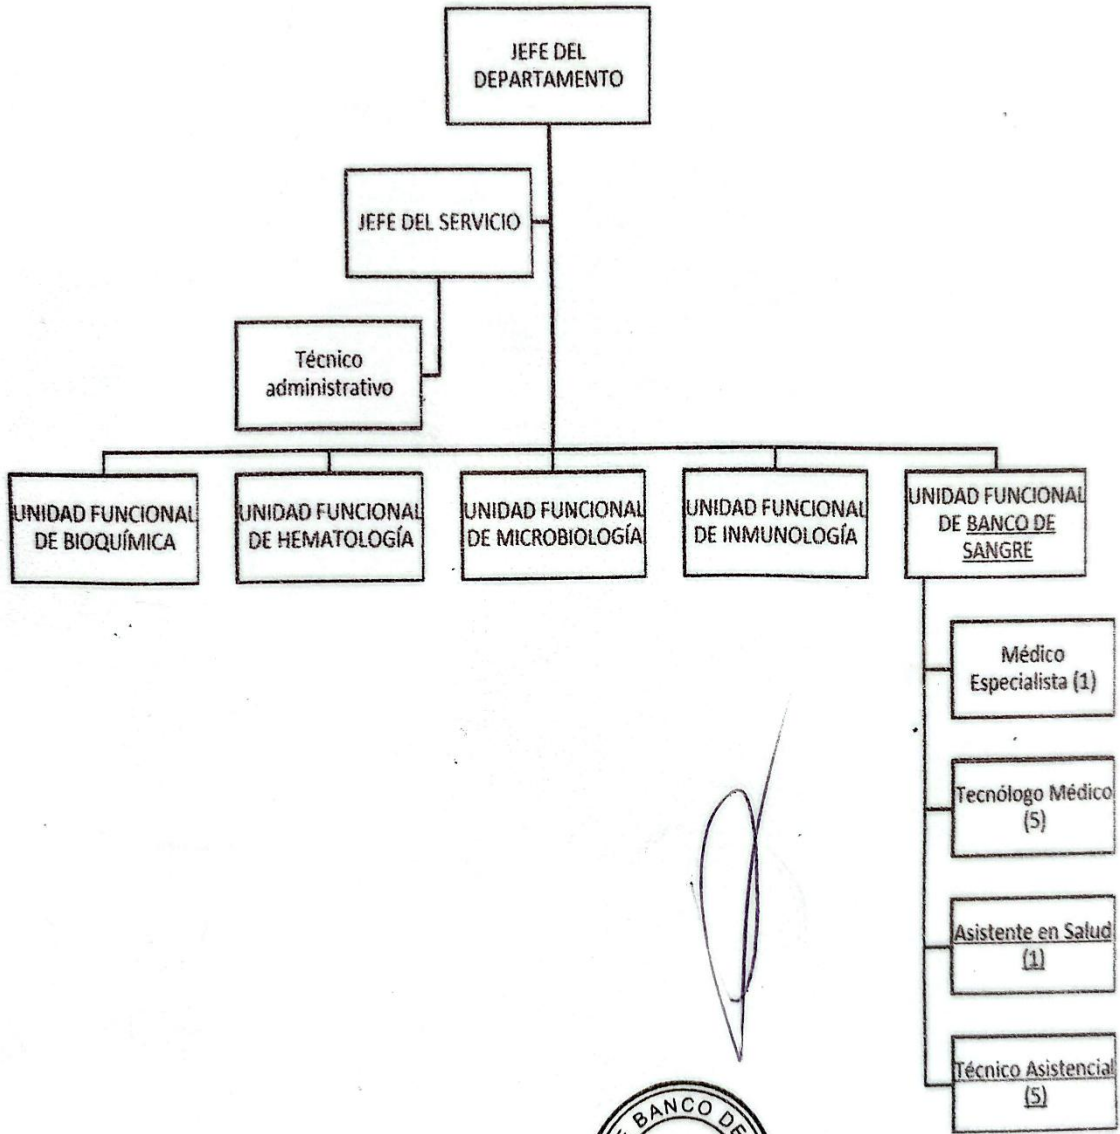 JEFE DEL
DEPARTAMENTO
JEFE DEL SERVICIO
Técnico
administrativo
UNIDAD FUNCIONAL
DE BIOQUÍMICA
UNIDAD FUNCIONAL
DE HEMATOLOGÍA
UNIDAD FUNCIONAL
DE MICROBIOLOGÍA
UNIDAD FUNCIONAL
DE INMUNOLOGÍA
UNIDAD FUNCIONAL
DE BANCO DE
SANGRE
Médico
Especialista (1)
Tecnólogo Médico
(5)
Asistente en Salud
(1)
Técnico Asistencial
(5)
BANCO DE